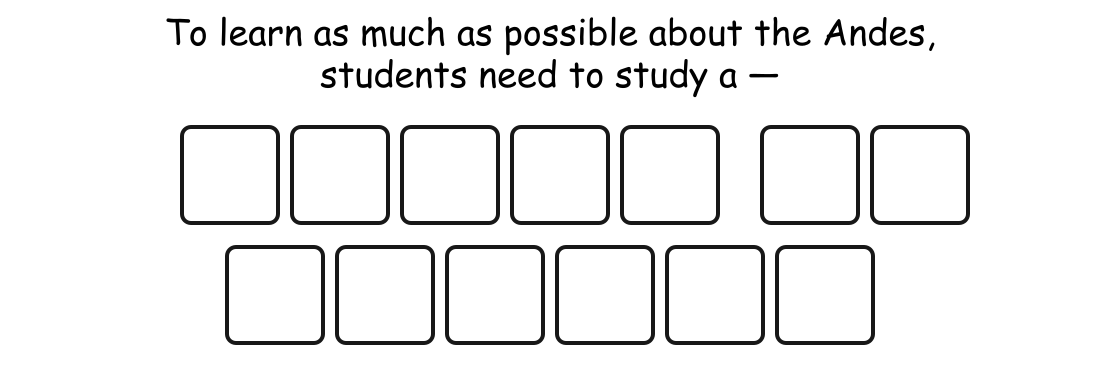 To learn as much as possible about the Andes,
students need to study a —